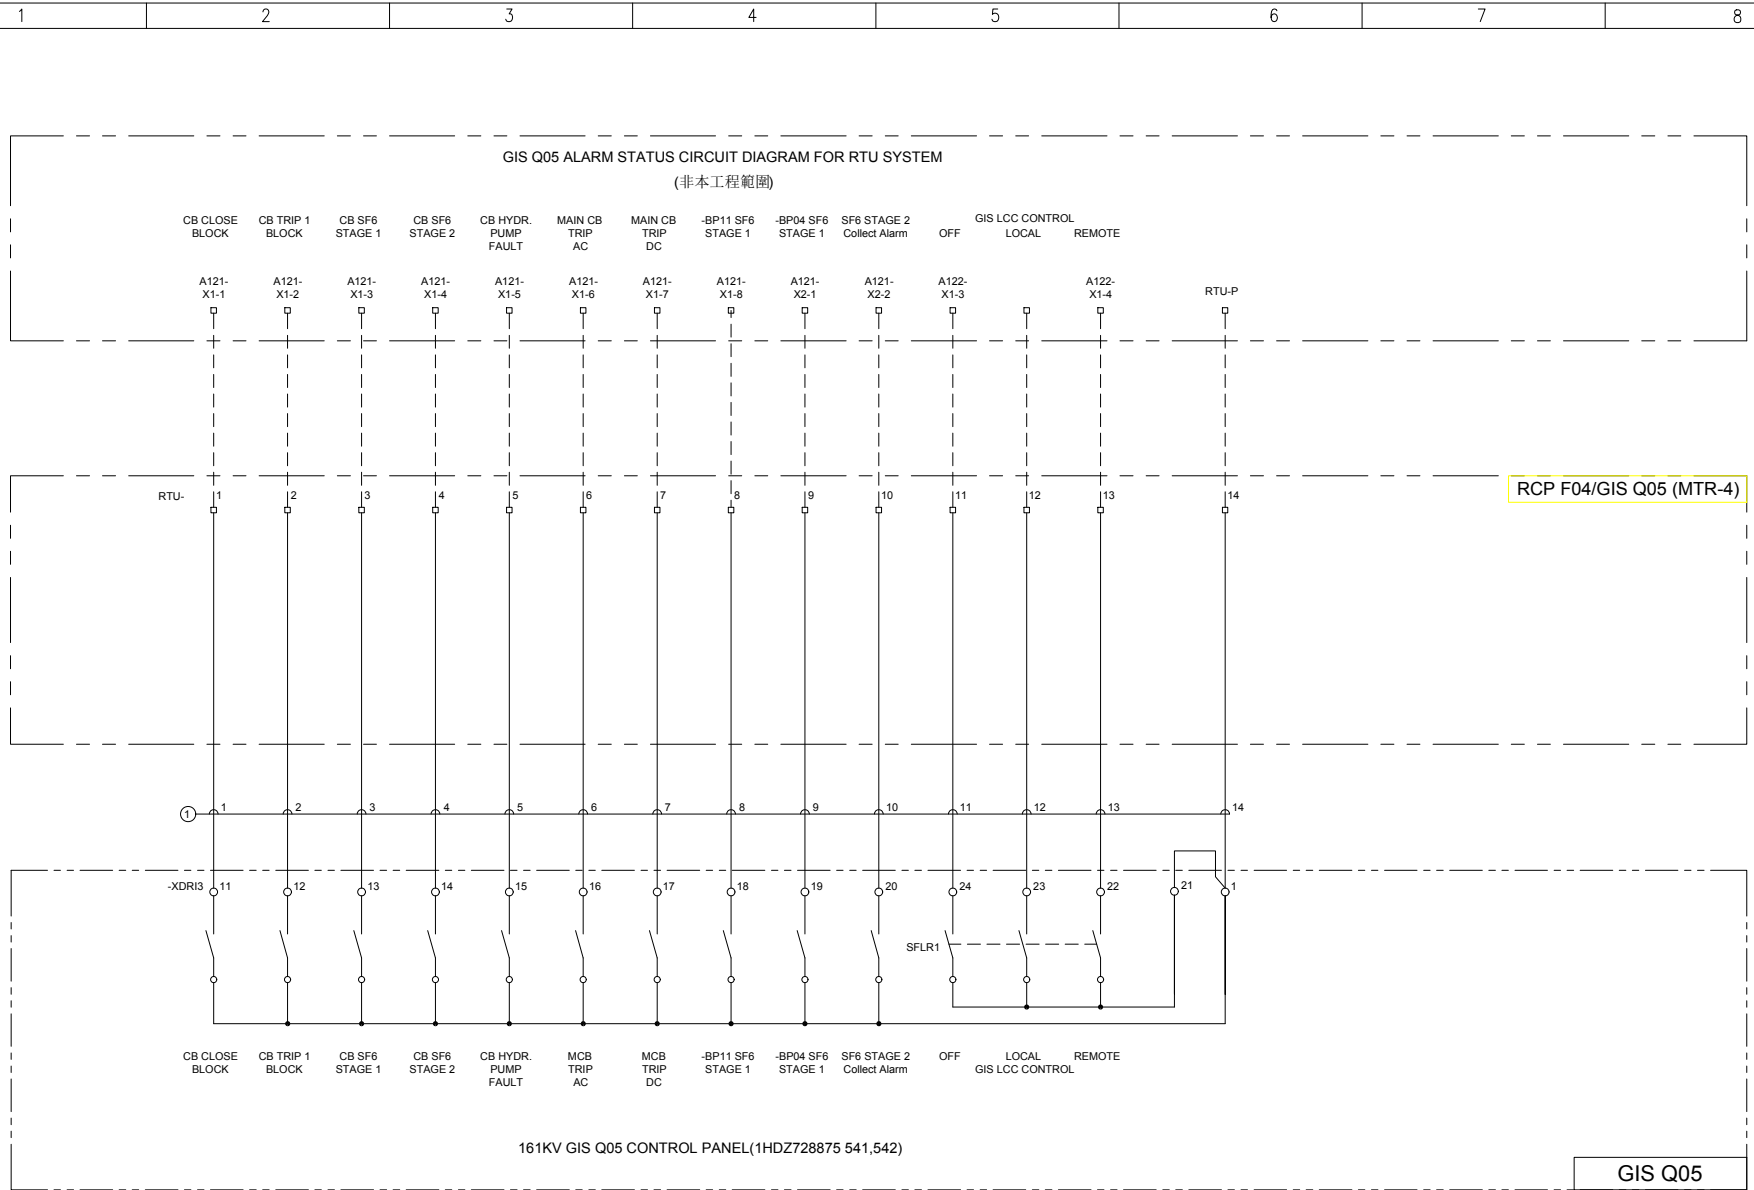 1 2 3 4 5 6 7 8
GIS Q05 ALARM STATUS CIRCUIT DIAGRAM FOR RTU SYSTEM
(非本工程範圍)
CB CLOSE BLOCK
CB TRIP 1 BLOCK
CB SF6 STAGE 1
CB SF6 STAGE 2
CB HYDR. PUMP FAULT
MAIN CB TRIP AC
MAIN CB TRIP DC
-BP11 SF6 STAGE 1
-BP04 SF6 STAGE 1
SF6 STAGE 2 Collect Alarm
GIS LCC CONTROL
OFF LOCAL REMOTE
A121-X1-1
A121-X1-2
A121-X1-3
A121-X1-4
A121-X1-5
A121-X1-6
A121-X1-7
A121-X1-8
A121-X2-1
A121-X2-2
A122-X1-3
A122-X1-4
RTU-P
RTU- 1 2 3 4 5 6 7 8 9 10 11 12 13 14
RCP F04/GIS Q05 (MTR-4)
1 1 2 3 4 5 6 7 8 9 10 11 12 13 14
-XDRI3 11 12 13 14 15 16 17 18 19 20 24 23 22 21 1
SFLR1
CB CLOSE BLOCK
CB TRIP 1 BLOCK
CB SF6 STAGE 1
CB SF6 STAGE 2
CB HYDR. PUMP FAULT
MCB TRIP AC
MCB TRIP DC
-BP11 SF6 STAGE 1
-BP04 SF6 STAGE 1
SF6 STAGE 2 Collect Alarm
OFF LOCAL REMOTE
GIS LCC CONTROL
161KV GIS Q05 CONTROL PANEL(1HDZ728875 541,542)
GIS Q05